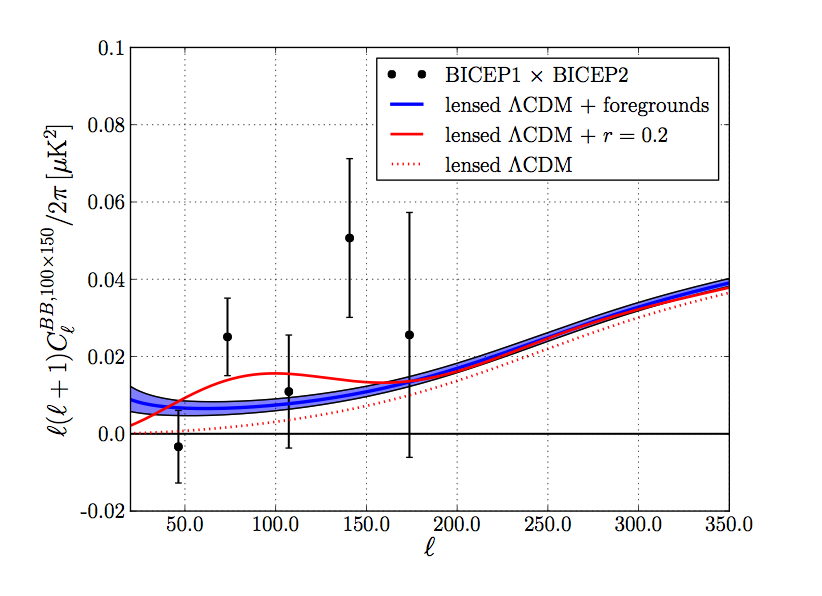 0.1
BICEP1 × BICEP2
lensed ΛCDM + foregrounds
lensed ΛCDM + r = 0.2
lensed ΛCDM
0.08
0.06
0.04
0.02
0.0
-0.02
ℓ(ℓ + 1)C_ℓ^{BB,100×150}/2π [μK²]
50.0 100.0 150.0 200.0 250.0 300.0 350.0
ℓ